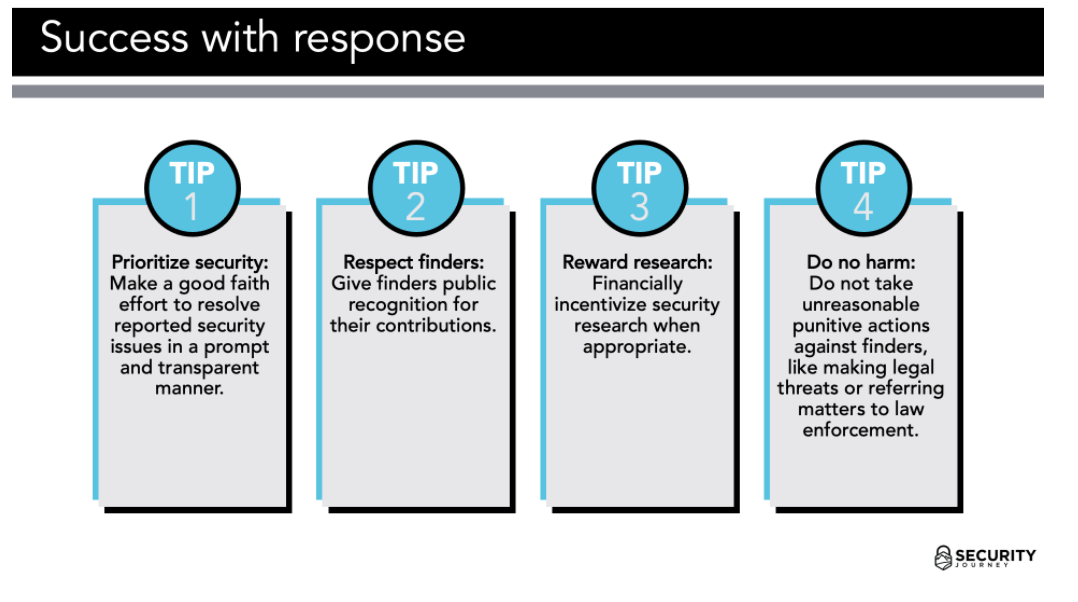 Success with response
TIP
1
Prioritize security:
Make a good faith
effort to resolve
reported security
issues in a prompt
and transparent
manner.
TIP
2
Respect finders:
Give finders public
recognition for
their contributions.
TIP
3
Reward research:
Financially
incentivize security
research when
appropriate.
TIP
4
Do no harm:
Do not take
unreasonable
punitive actions
against finders,
like making legal
threats or referring
matters to law
enforcement.
SECURITY
JOURNEY